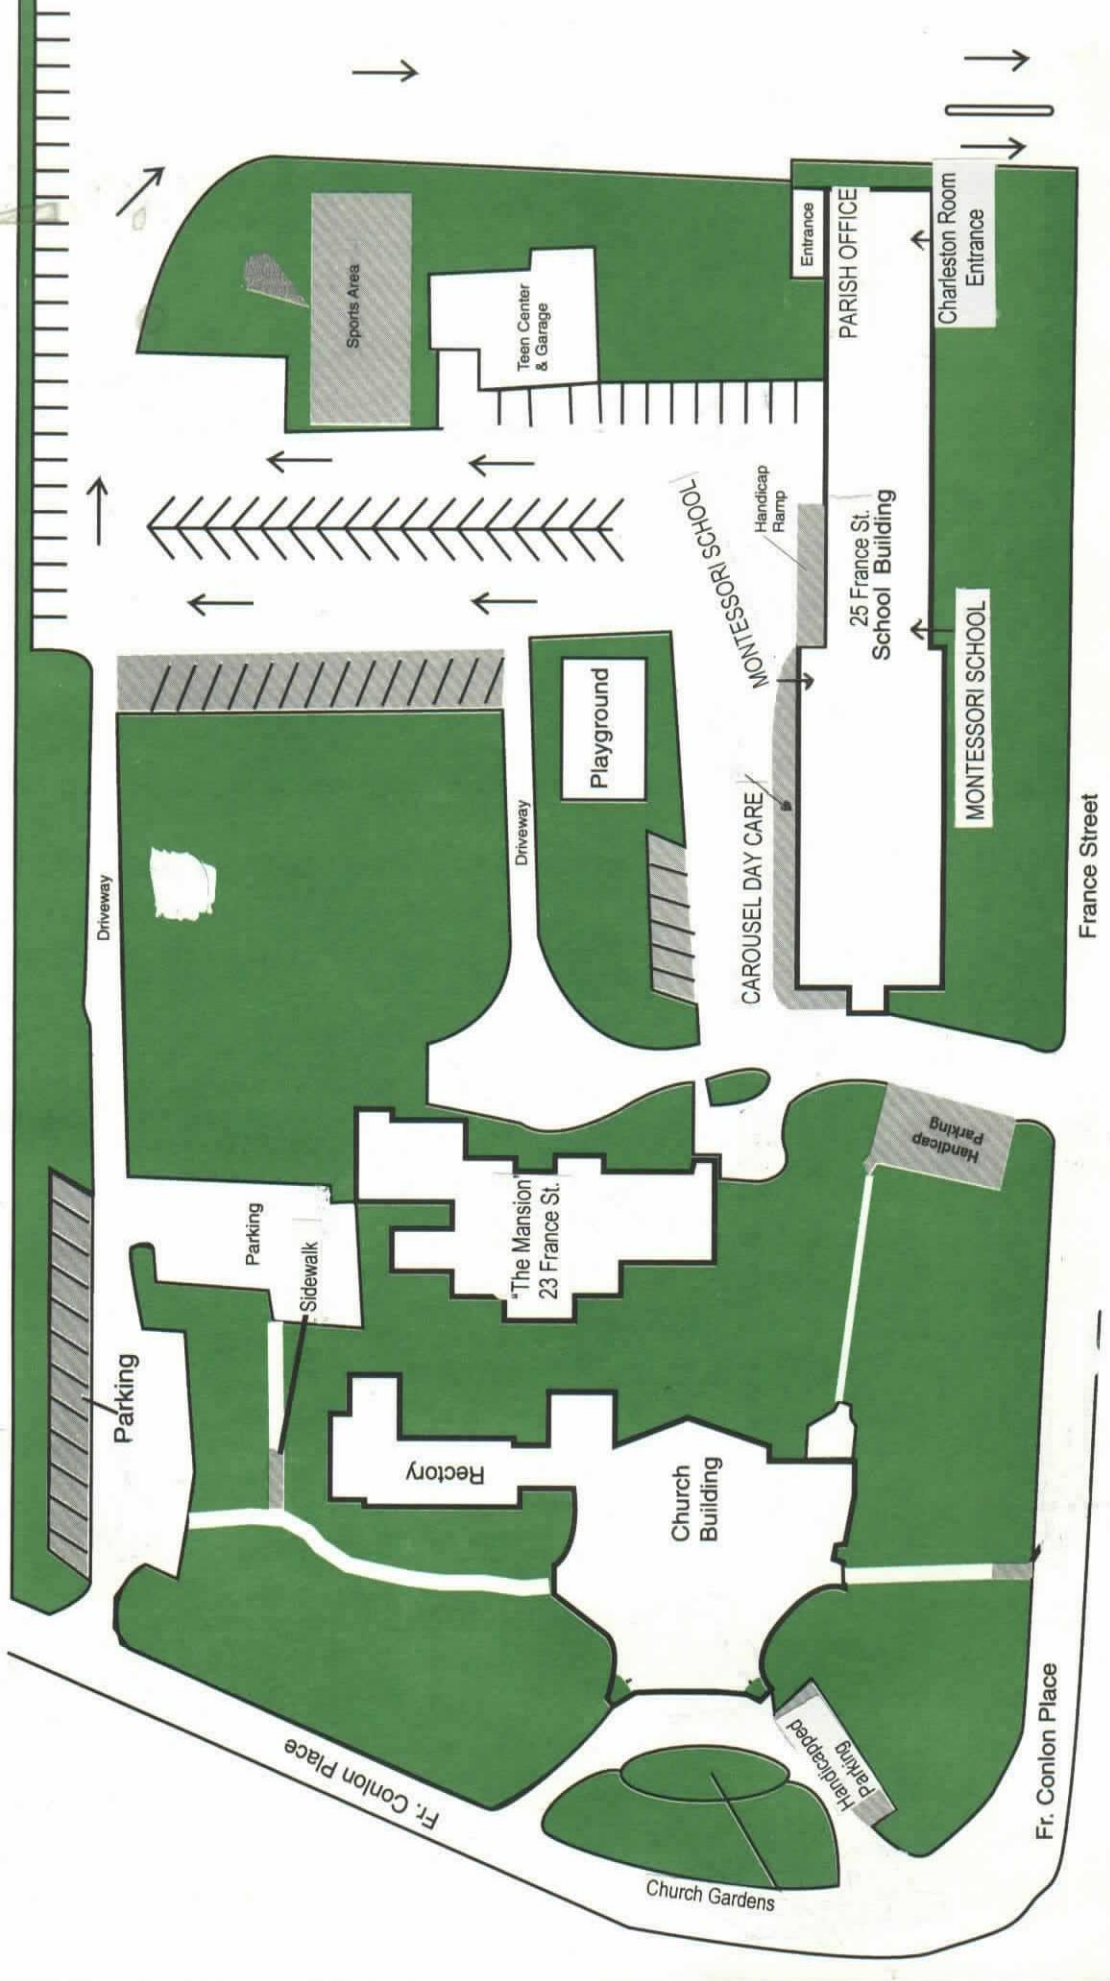 Sports Area
Teen Center
& Garage
Entrance
PARISH OFFICE
Charleston Room
Entrance
MONTESSORI SCHOOL
Handicap
Ramp
25 France St.
School Building
MONTESSORI SCHOOL
Playground
CAROUSEL DAY CARE
Driveway
Driveway
France Street
Handicap
Parking
"The Mansion"
23 France St.
Parking
Sidewalk
Parking
Rectory
Church
Building
Handicapped
Parking
Fr. Conlon Place
Fr. Conlon Place
Church Gardens